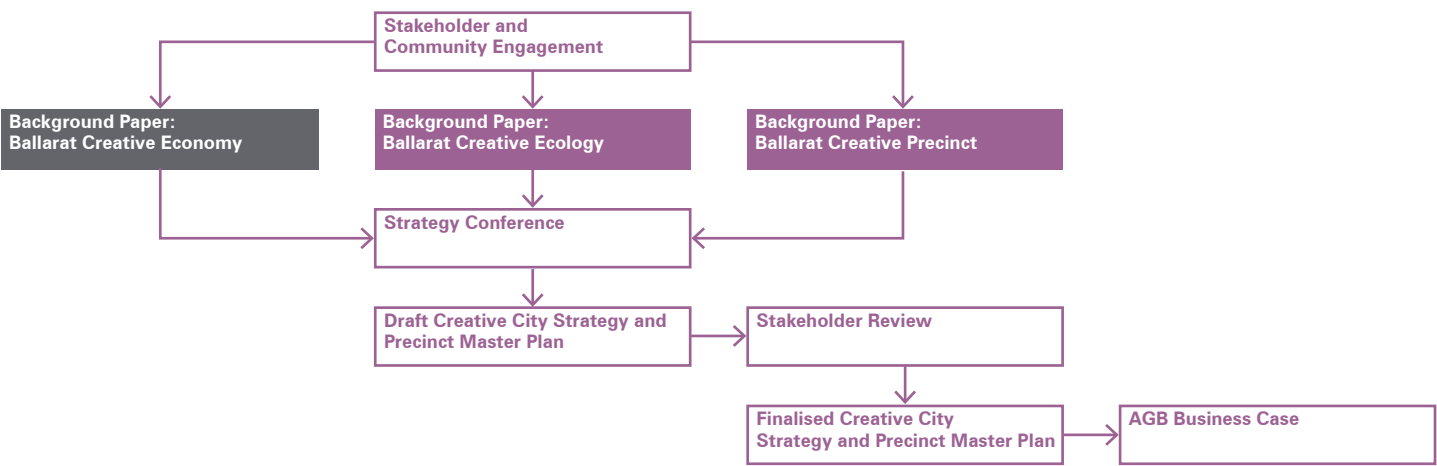 Stakeholder and
Community Engagement
Background Paper:
Ballarat Creative Economy
Background Paper:
Ballarat Creative Ecology
Background Paper:
Ballarat Creative Precinct
Strategy Conference
Draft Creative City Strategy and
Precinct Master Plan
Stakeholder Review
Finalised Creative City
Strategy and Precinct Master Plan
AGB Business Case